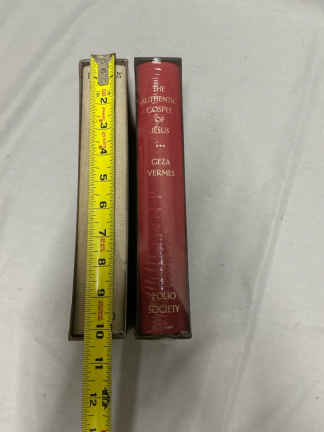 2
3
4
5
6
7
8
9
10
11
12
THE
AUTHENTIC
GOSPEL
OF
JESUS
GEZA
VERMES
FOLIO
SOCIETY